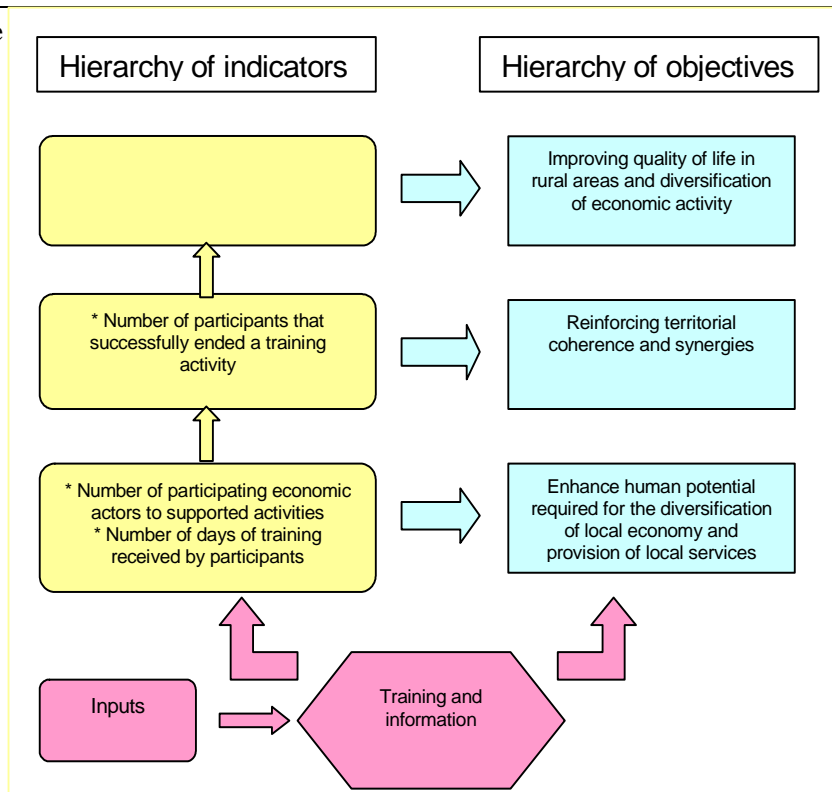 e
Hierarchy of indicators
Hierarchy of objectives
Improving quality of life in
rural areas and diversification
of economic activity
* Number of participants that
successfully ended a training
activity
Reinforcing territorial
coherence and synergies
* Number of participating economic
actors to supported activities
* Number of days of training
received by participants
Enhance human potential
required for the diversification
of local economy and
provision of local services
Inputs
Training and
information